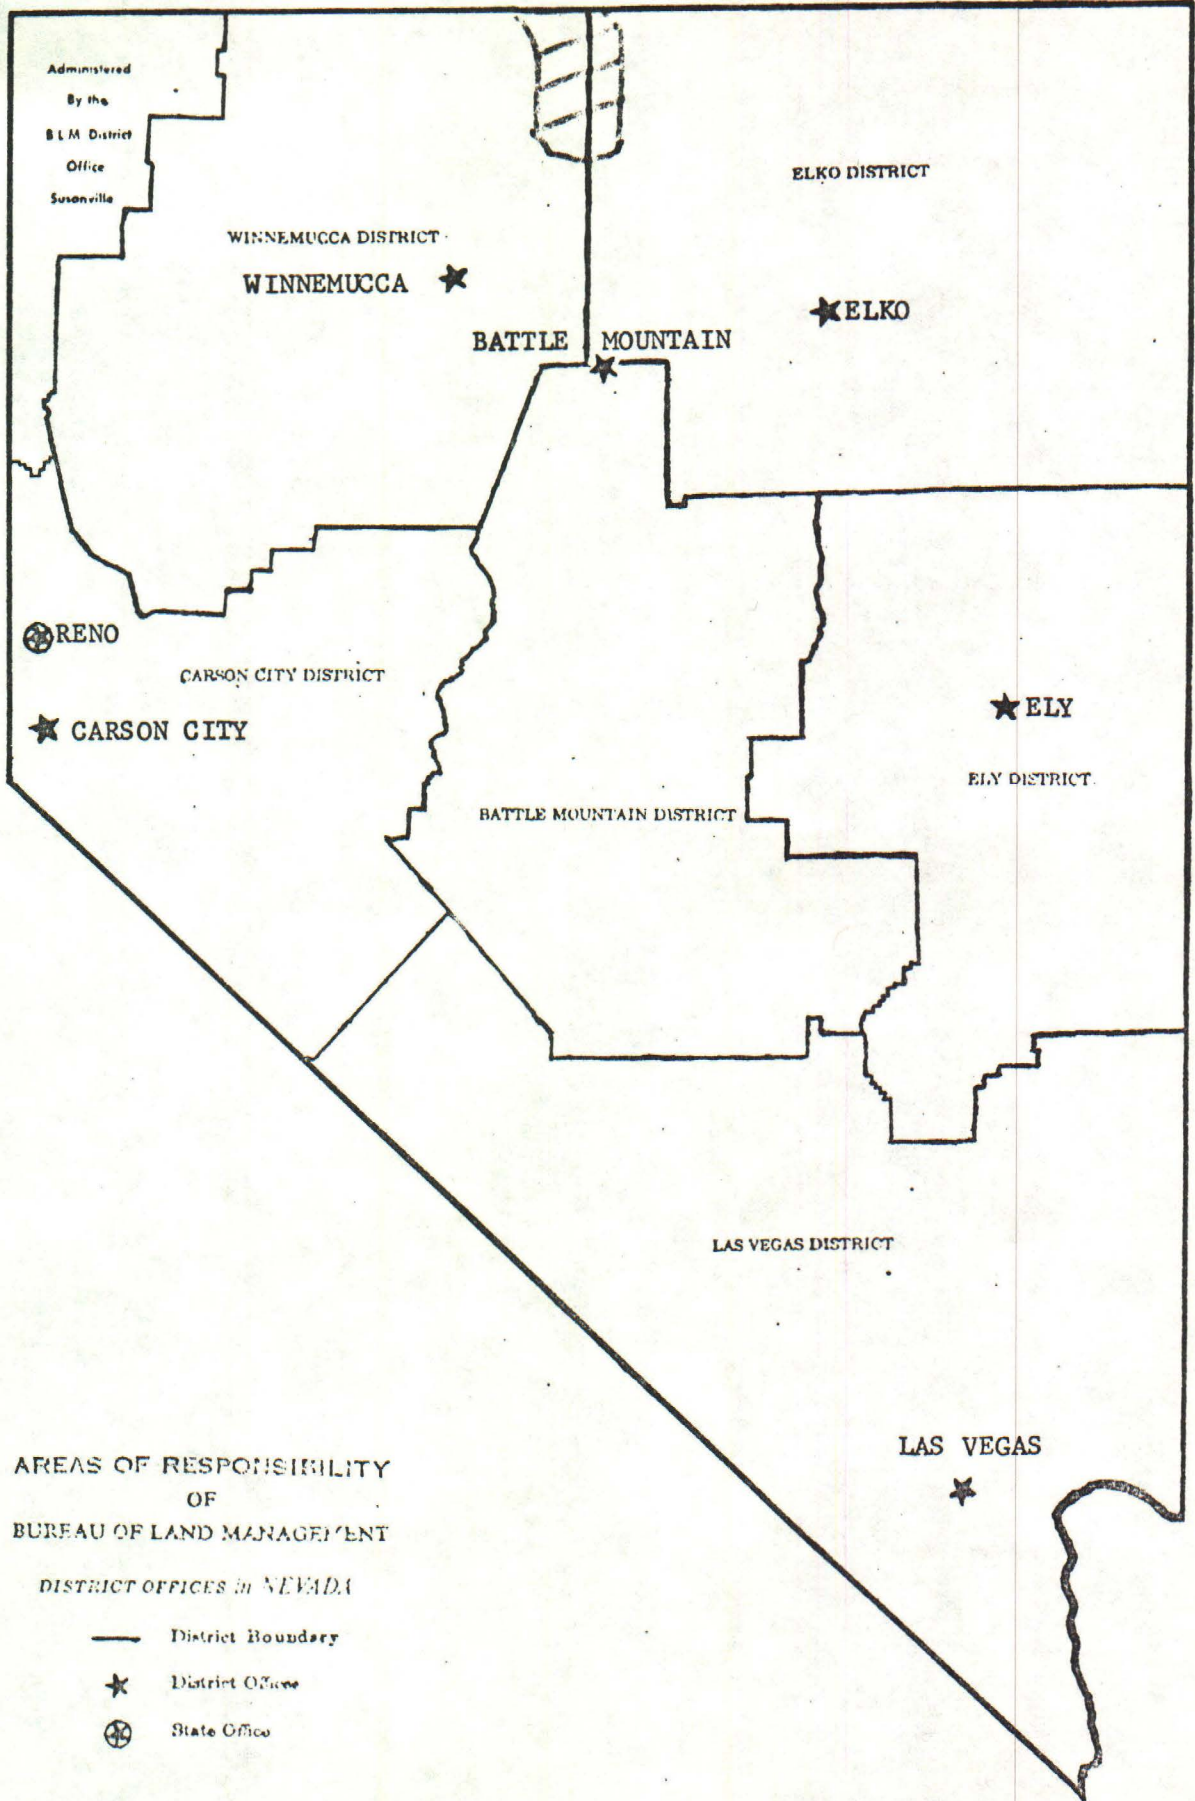 Administered
By the
B L M District
Office
Susanville
ELKO DISTRICT
WINNEMUCCA DISTRICT
WINNEMUCCA
ELKO
BATTLE MOUNTAIN
RENO
CARSON CITY DISTRICT
CARSON CITY
ELY
ELY DISTRICT
BATTLE MOUNTAIN DISTRICT
LAS VEGAS DISTRICT
LAS VEGAS
AREAS OF RESPONSIBILITY
OF
BUREAU OF LAND MANAGEMENT
DISTRICT OFFICES in NEVADA
District Boundary
District Offices
State Office